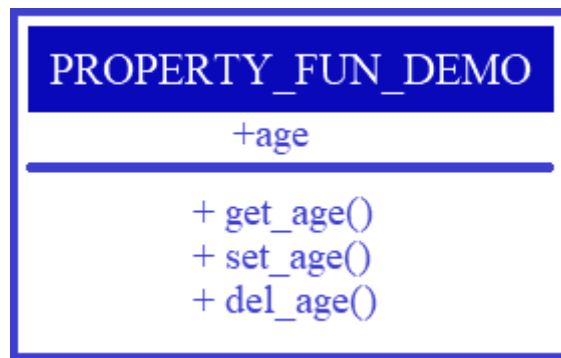 PROPERTY_FUN_DEMO
+age
+ get_age()
+ set_age()
+ del_age()